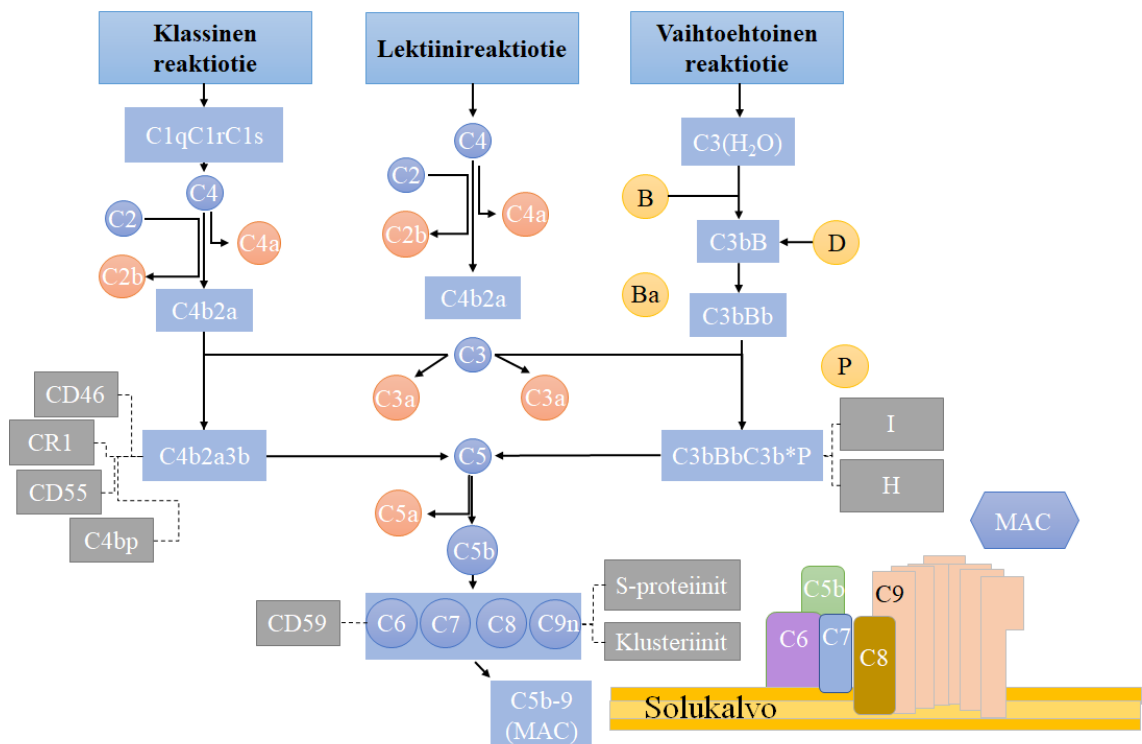 Klassinen
reaktiotie
Lektiinireaktiotie
Vaihtoehtoinen
reaktiotie
C1qC1rC1s
C4
C2
C4a
C2b
C4b2a
C4
C2
C4a
C2b
C4b2a
C3(H₂O)
B
C3bB
D
Ba
C3bBb
C3
C3a
C3a
P
CD46
CR1
CD55
C4bp
C4b2a3b
C5
C3bBbC3b*P
I
H
C5a
C5b
CD59
C6
C7
C8
C9n
S-proteiinit
Klusteriinit
C5b-9
(MAC)
MAC
C5b
C9
C6
C7
C8
Solukalvo